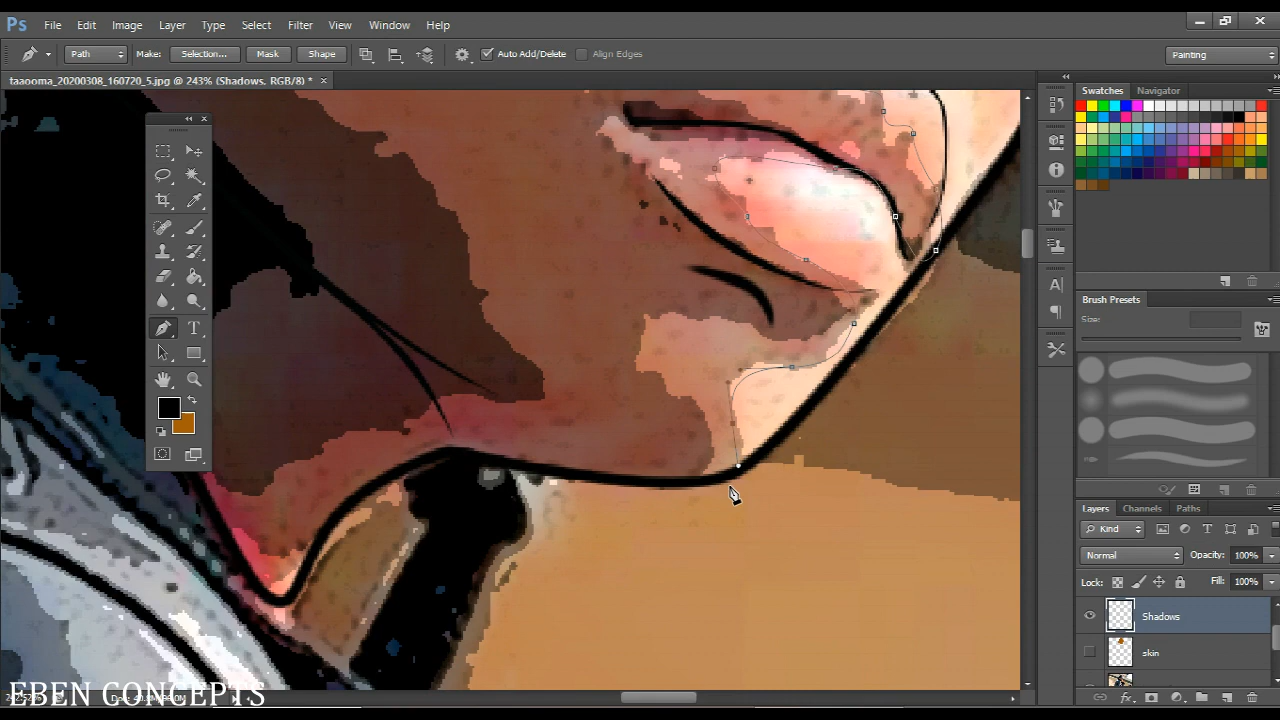 Ps File Edit Image Layer Type Select Filter View Window Help
Path Make: Selection... Mask Shape Auto Add/Delete Align Edges Painting
taaooma_20200308_160720_5.jpg @ 243% (Shadows, RGB/8) * ×
Swatches Navigator
Brush Presets
Size:
Layers Channels Paths
Kind
Normal Opacity: 100%
Lock: Fill: 100%
Shadows
skin
EBEN CONCEPTS